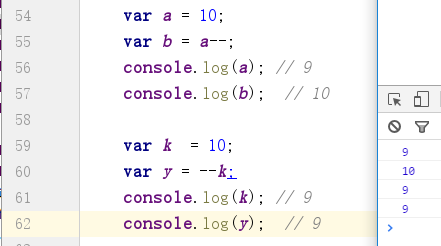 54 var a = 10;
55 var b = a--;
56 console.log(a); // 9
57 console.log(b);  // 10
58
59 var k  = 10;
60 var y = --k;
61 console.log(k); // 9
62 console.log(y);  // 9
9
10
9
9